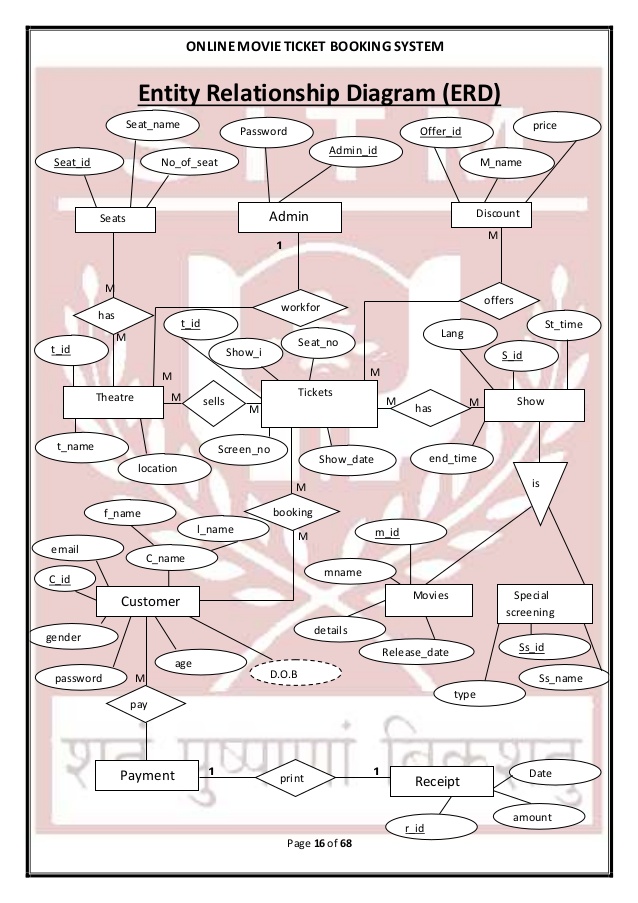 ONLINE MOVIE TICKET BOOKING SYSTEM
Entity Relationship Diagram (ERD)
Seat_name
Password
Offer_id
price
Seat_id
No_of_seat
Admin_id
M_name
Seats
Admin
Discount
1
M
M
has
workfor
offers
M
t_id
Seat_no
Lang
St_time
t_id
Show_i
S_id
M
M
Theatre
M
sells
M
Tickets
M
has
M
Show
t_name
location
Screen_no
Show_date
end_time
M
is
f_name
booking
l_name
M
m_id
email
C_name
mname
C_id
Customer
Movies
Special
screening
gender
details
Release_date
Ss_id
password
M
age
D.O.B
type
Ss_name
pay
Payment
1
print
1
Receipt
Date
amount
r_id
S I T M
शतं पुष्पाणां विकशतु
Page 16 of 68